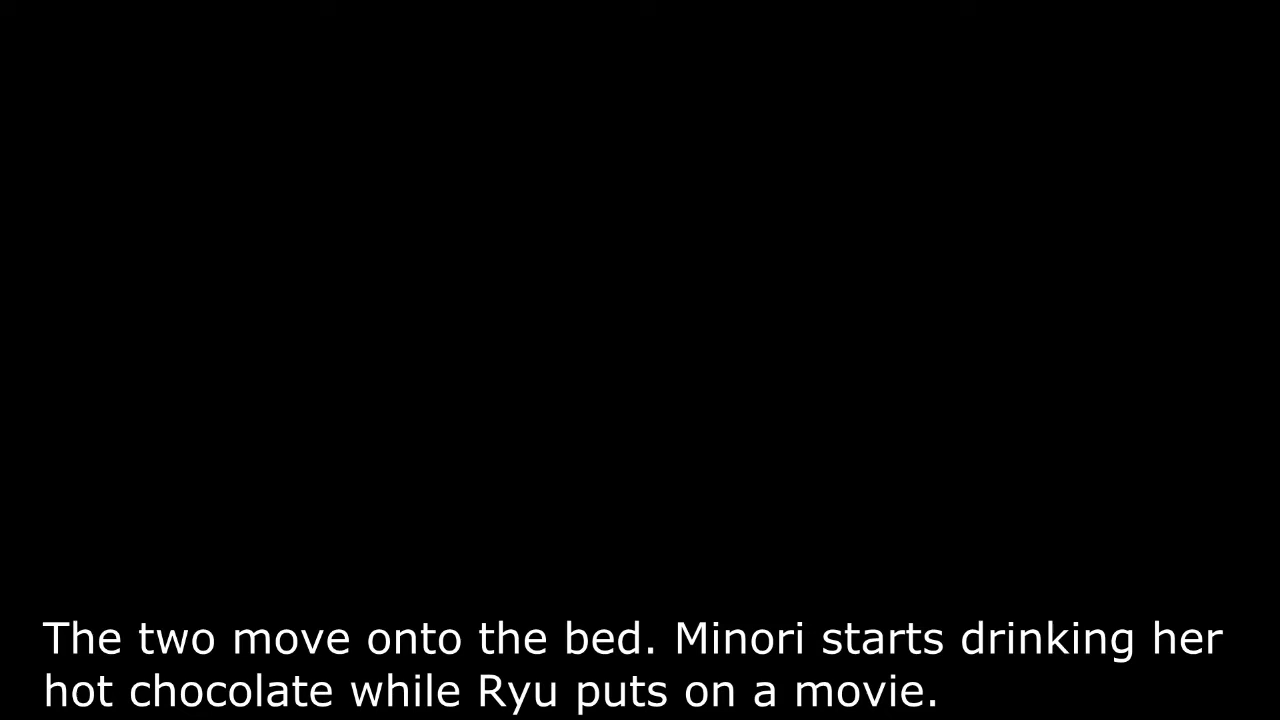 The two move onto the bed. Minori starts drinking her
hot chocolate while Ryu puts on a movie.